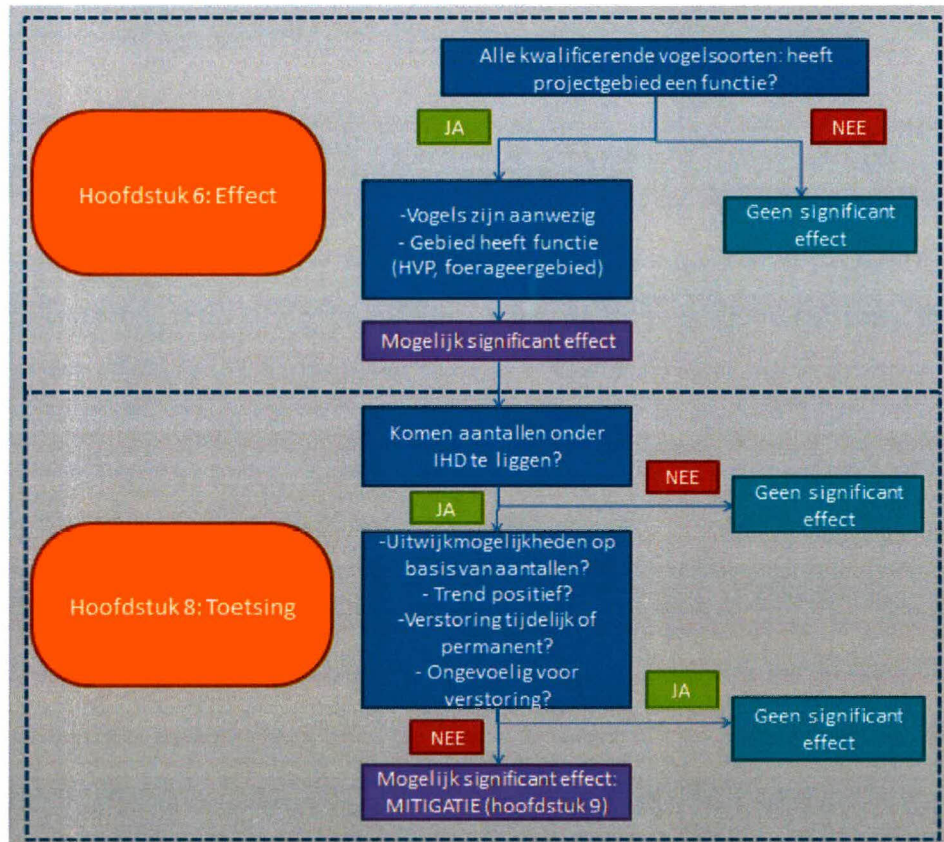 Alle kwalificerende vogelsoorten: heeft
projectgebied een functie?
JA
NEE
Hoofdstuk 6: Effect
-Vogels zijn aanwezig
- Gebied heeft functie
(HVP, foerageergebied)
Geen significant
effect
Mogelijk significant effect
Komen aantallen onder
IHD te liggen?
NEE
JA
Geen significant
effect
Hoofdstuk 8: Toetsing
-Uitwijkmogelijkheden op
basis van aantallen?
- Trend positief?
-Verstoring tijdelijk of
permanent?
- Ongevoelig voor
verstoring?
JA
Geen significant
effect
NEE
Mogelijk significant effect:
MITIGATIE (hoofdstuk 9)